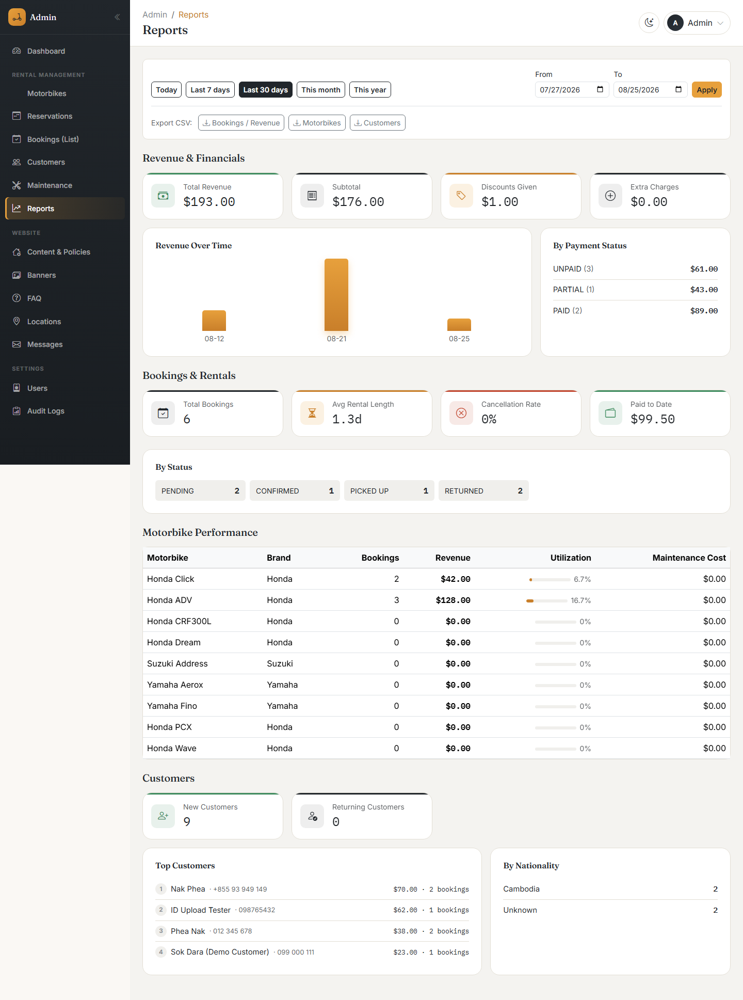 Admin
Dashboard
RENTAL MANAGEMENT
Motorbikes
Reservations
Bookings (List)
Customers
Maintenance
Reports
WEBSITE
Content & Policies
Banners
FAQ
Locations
Messages
SETTINGS
Users
Audit Logs
Admin / Reports
Reports
A Admin
From To
Today Last 7 days Last 30 days This month This year 07/27/2026 08/25/2026 Apply
Export CSV: Bookings / Revenue Motorbikes Customers
Revenue & Financials
Total Revenue
$193.00
Subtotal
$176.00
Discounts Given
$1.00
Extra Charges
$0.00
Revenue Over Time
08-12 08-21 08-25
By Payment Status
UNPAID (3) $61.00
PARTIAL (1) $43.00
PAID (2) $89.00
Bookings & Rentals
Total Bookings
6
Avg Rental Length
1.3d
Cancellation Rate
0%
Paid to Date
$99.50
By Status
PENDING 2 CONFIRMED 1 PICKED UP 1 RETURNED 2
Motorbike Performance
Motorbike Brand Bookings Revenue Utilization Maintenance Cost
Honda Click Honda 2 $42.00 6.7% $0.00
Honda ADV Honda 3 $128.00 16.7% $0.00
Honda CRF300L Honda 0 $0.00 0% $0.00
Honda Dream Honda 0 $0.00 0% $0.00
Suzuki Address Suzuki 0 $0.00 0% $0.00
Yamaha Aerox Yamaha 0 $0.00 0% $0.00
Yamaha Fino Yamaha 0 $0.00 0% $0.00
Honda PCX Honda 0 $0.00 0% $0.00
Honda Wave Honda 0 $0.00 0% $0.00
Customers
New Customers
9
Returning Customers
0
Top Customers
1 Nak Phea · +855 93 949 149 $70.00 · 2 bookings
2 ID Upload Tester · 098765432 $62.00 · 1 bookings
3 Phea Nak · 012 345 678 $38.00 · 2 bookings
4 Sok Dara (Demo Customer) · 099 000 111 $23.00 · 1 bookings
By Nationality
Cambodia 2
Unknown 2